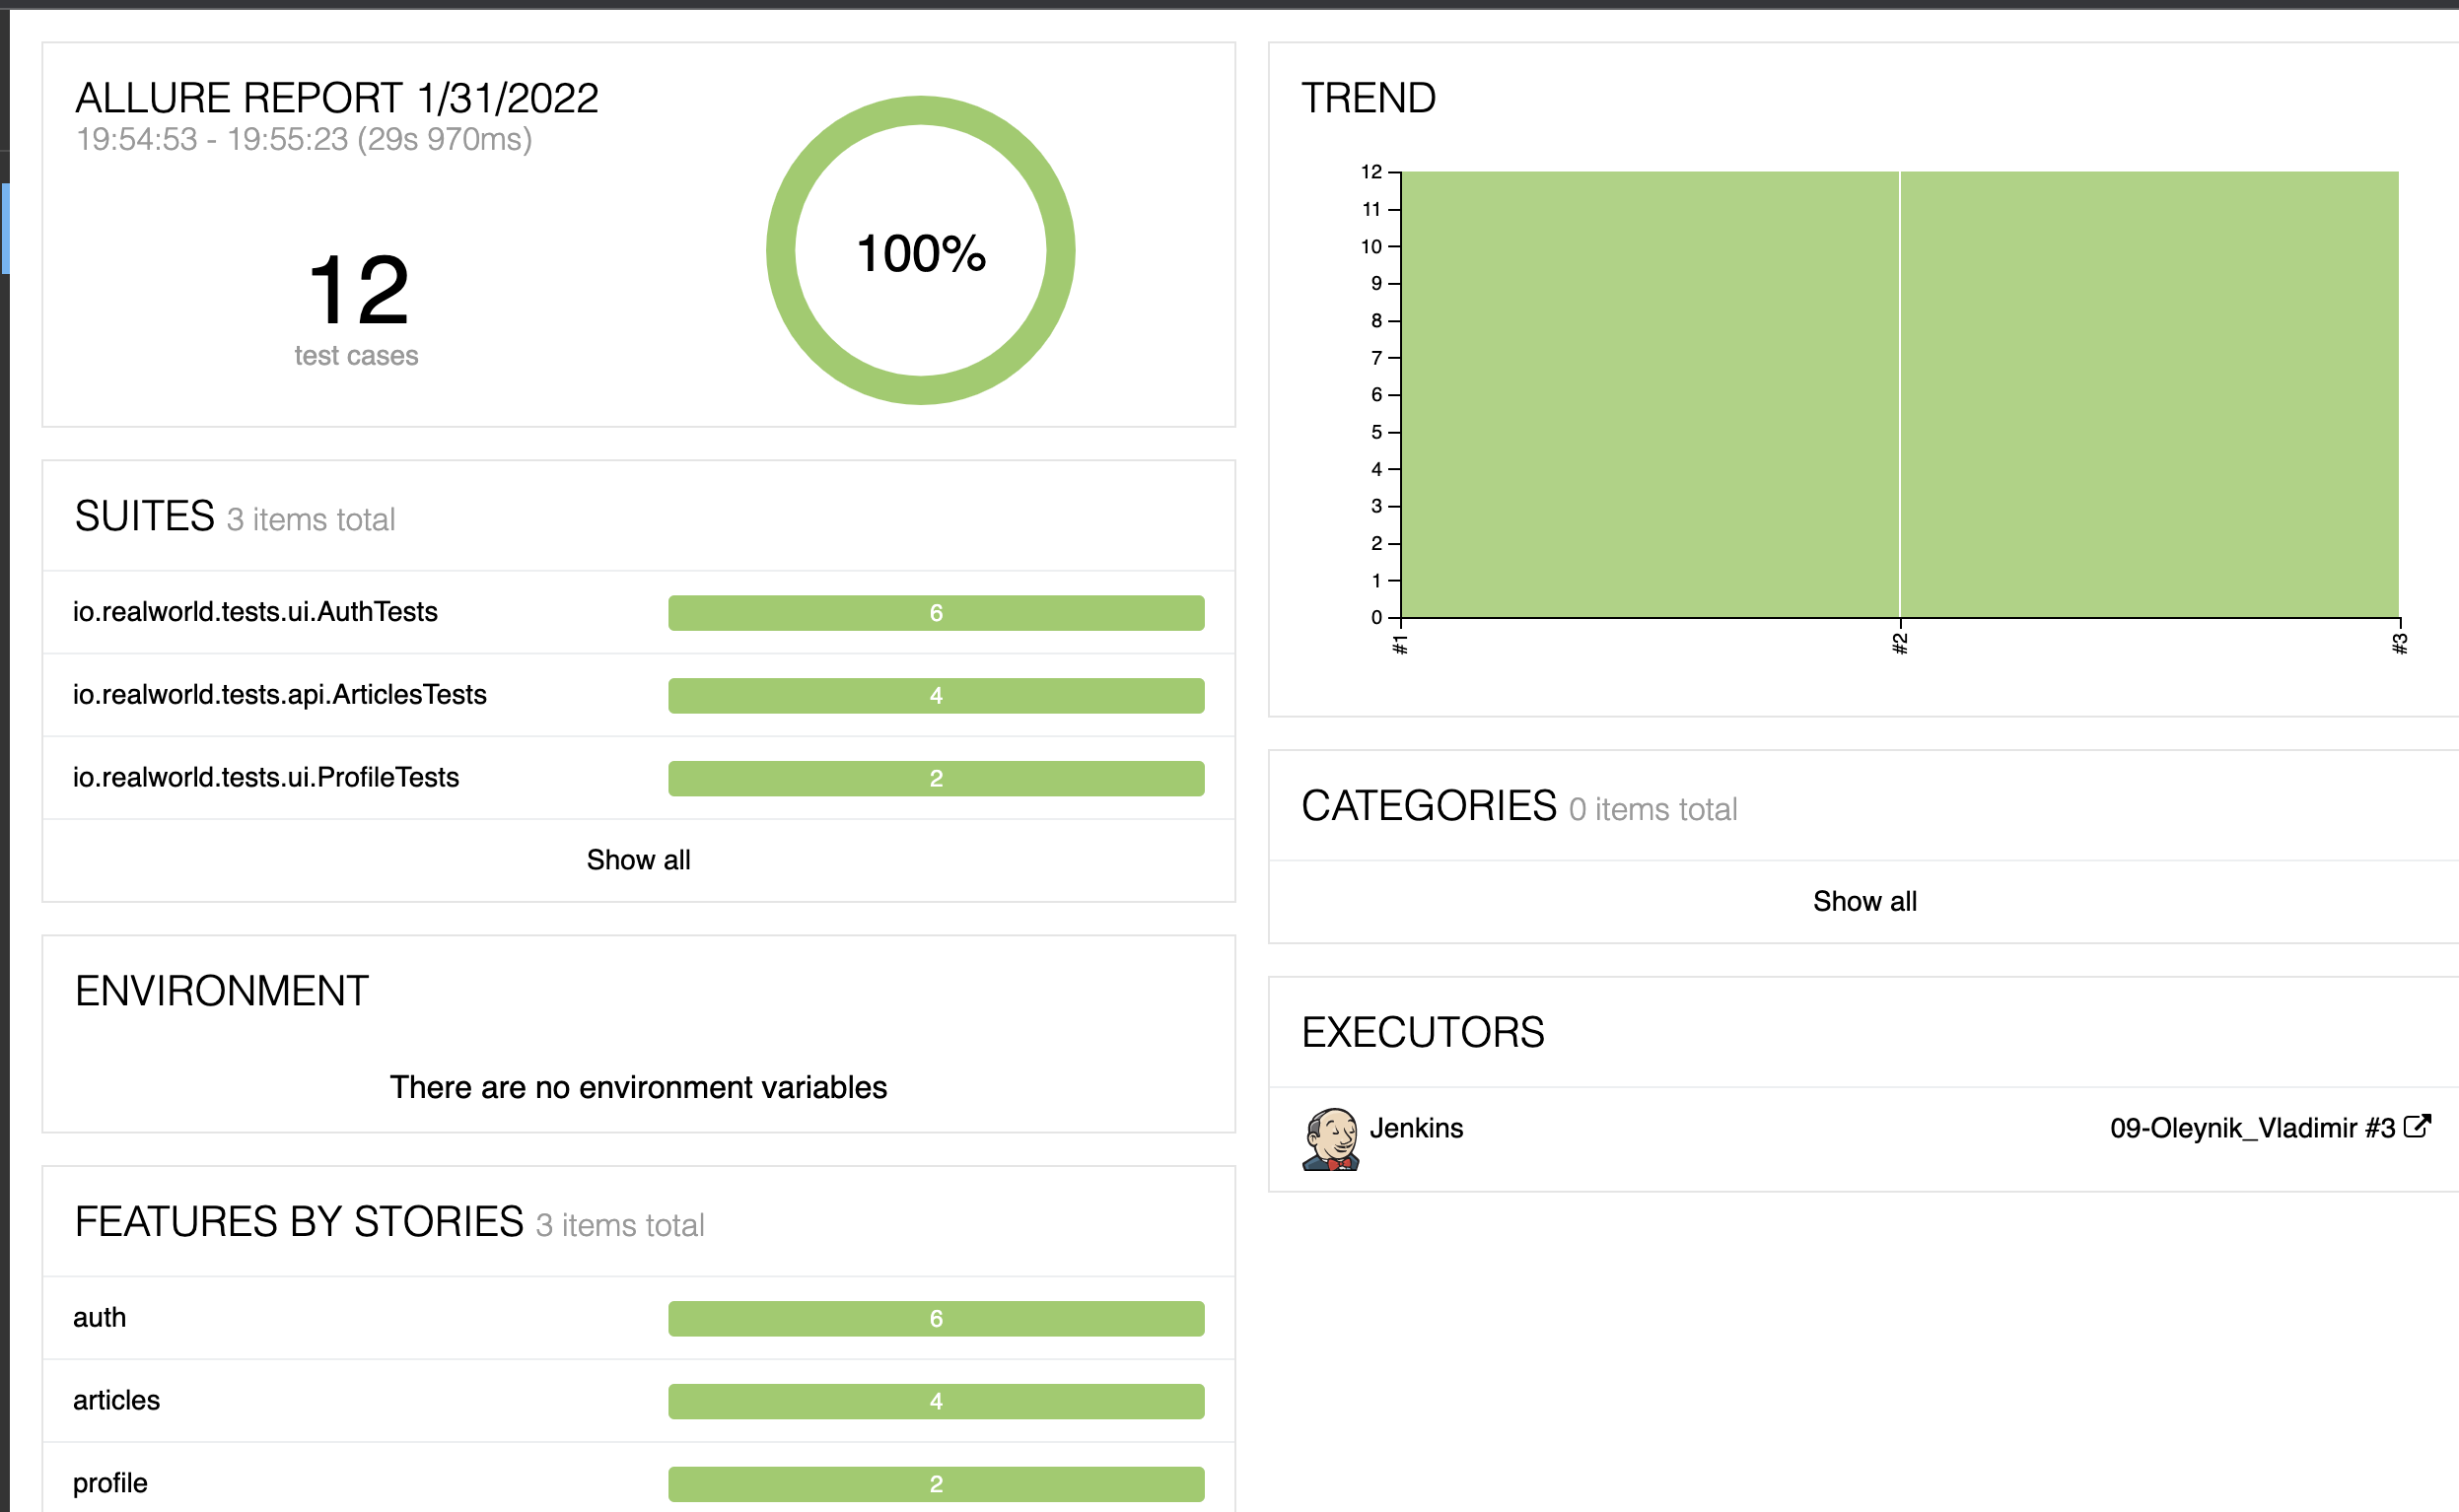 ALLURE REPORT 1/31/2022
19:54:53 - 19:55:23 (29s 970ms)
12
test cases
100%
SUITES 3 items total
io.realworld.tests.ui.AuthTests 6
io.realworld.tests.api.ArticlesTests 4
io.realworld.tests.ui.ProfileTests 2
Show all
ENVIRONMENT
There are no environment variables
FEATURES BY STORIES 3 items total
auth 6
articles 4
profile 2
TREND
12
11
10
9
8
7
6
5
4
3
2
1
0
#1 #2 #3
CATEGORIES 0 items total
Show all
EXECUTORS
Jenkins 09-Oleynik_Vladimir #3